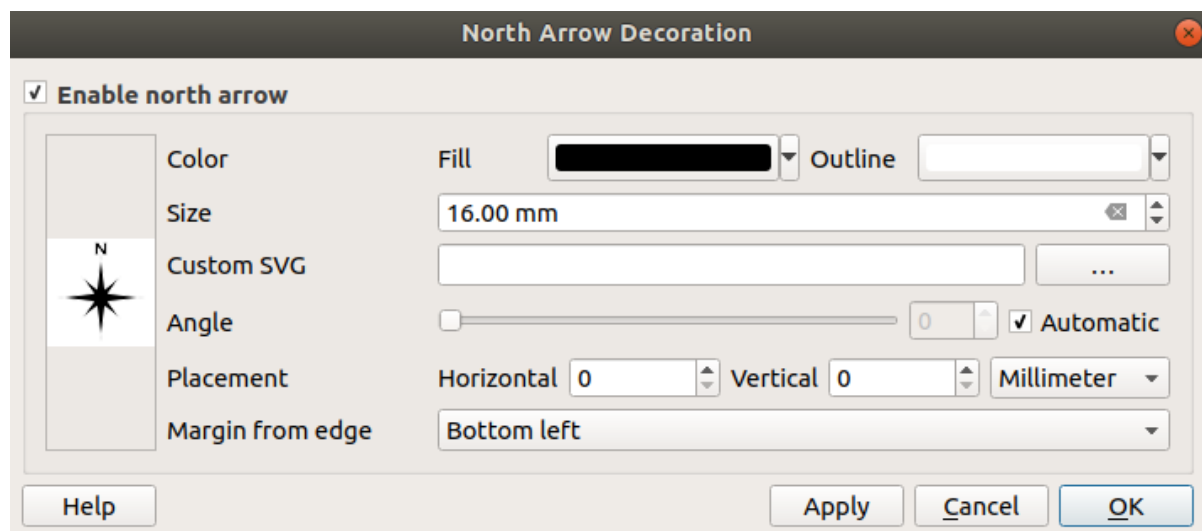 North Arrow Decoration
Enable north arrow
Color Fill Outline
Size 16.00 mm
N
Custom SVG ...
Angle 0 Automatic
Placement Horizontal 0 Vertical 0 Millimeter
Margin from edge Bottom left
Help Apply Cancel OK